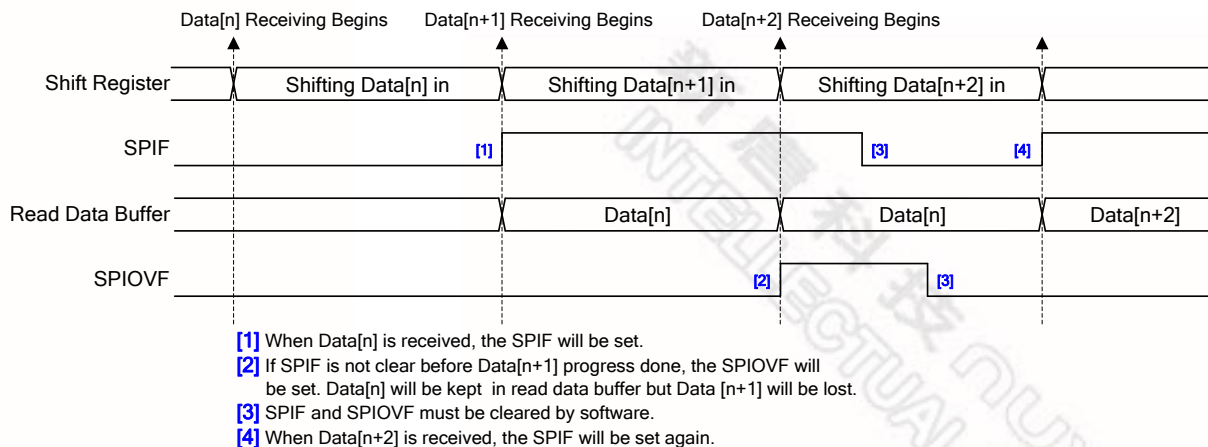 Data[n] Receiving Begins Data[n+1] Receiving Begins Data[n+2] Receiveing Begins
Shift Register Shifting Data[n] in Shifting Data[n+1] in Shifting Data[n+2] in
SPIF [1] [3] [4]
Read Data Buffer Data[n] Data[n] Data[n+2]
SPIOVF [2] [3]
[1] When Data[n] is received, the SPIF will be set.
[2] If SPIF is not clear before Data[n+1] progress done, the SPIOVF will
be set. Data[n] will be kept in read data buffer but Data [n+1] will be lost.
[3] SPIF and SPIOVF must be cleared by software.
[4] When Data[n+2] is received, the SPIF will be set again.
新唐科技
INTELLECTUAL